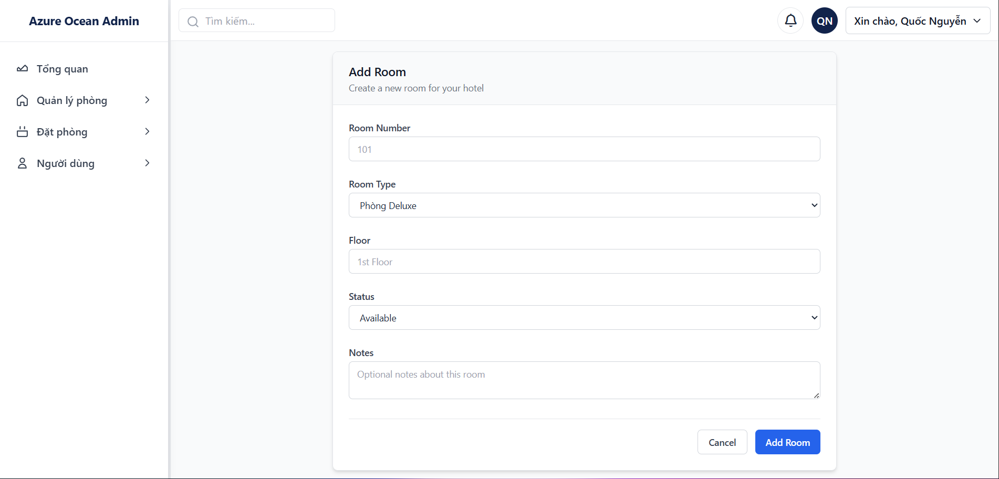 Azure Ocean Admin
Tìm kiếm...
QN
Xin chào, Quốc Nguyễn
Tổng quan
Quản lý phòng
Đặt phòng
Người dùng
Add Room
Create a new room for your hotel
Room Number
101
Room Type
Phòng Deluxe
Floor
1st Floor
Status
Available
Notes
Optional notes about this room
Cancel
Add Room